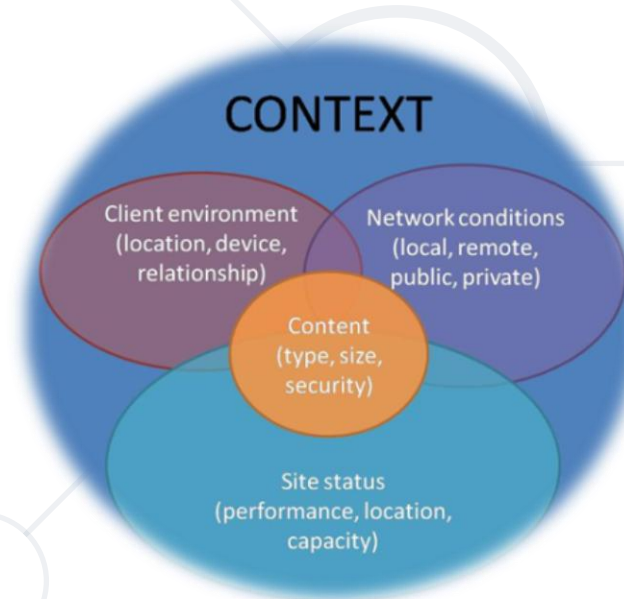 CONTEXT
Client environment
(location, device,
relationship)
Network conditions
(local, remote,
public, private)
Content
(type, size,
security)
Site status
(performance, location,
capacity)